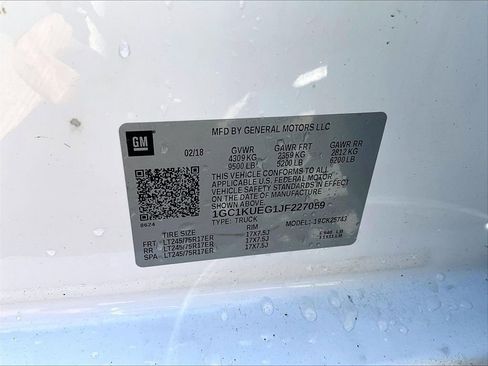 GM
MFD BY GENERAL MOTORS LLC
02/18 GVWR GAWR FRT GAWR RR
4309 KG 2359 KG 2812 KG
9500 LB 5200 LB 6200 LB
THIS VEHICLE CONFORMS TO ALL
APPLICABLE U.S. FEDERAL MOTOR
VEHICLE SAFETY
STANDARDS IN EFFECT ON THE DATE OF
MANUFACTURE SHOWN ABOVE.
1GC1KUEG1JF227059
8624 TYPE: TRUCK MODEL:
TIRE SIZE RIM
FRT LT245/75R17ER 17X7.5J
RR LT245/75R17ER 17X7.5J
SPA LT245/75R17ER 17X7.5J